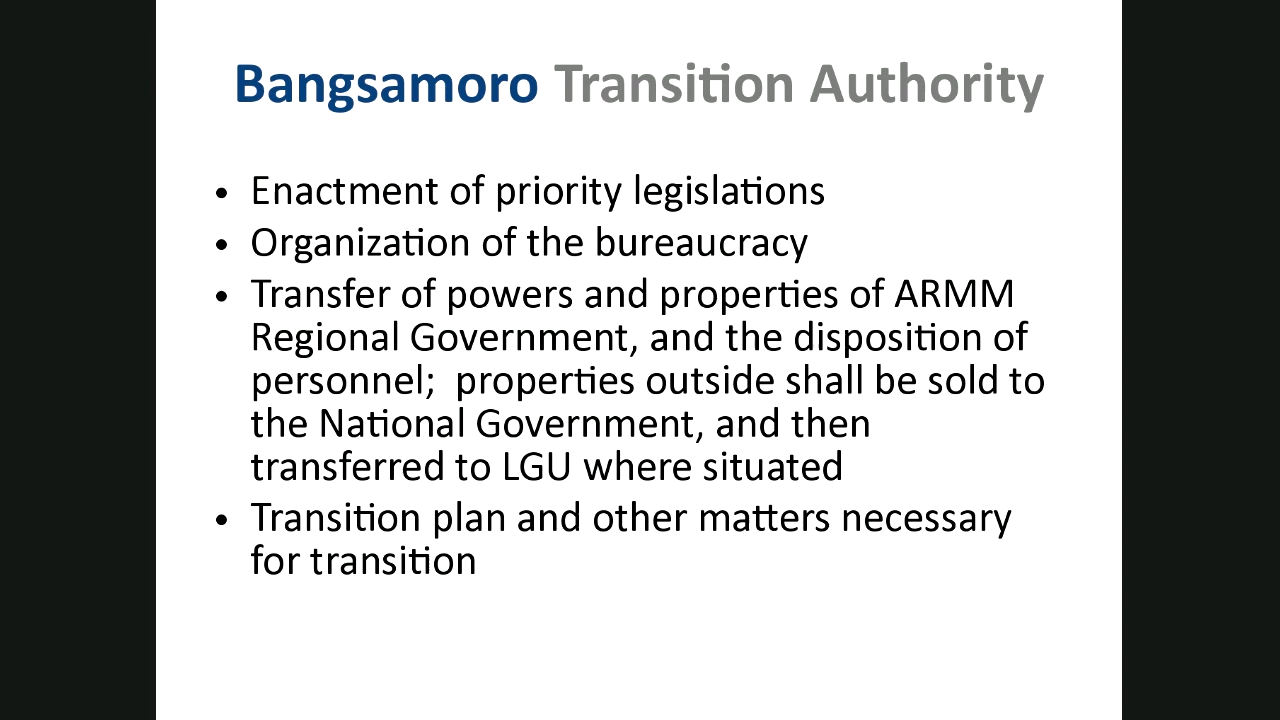 Bangsamoro Transition Authority
• Enactment of priority legislations
• Organization of the bureaucracy
• Transfer of powers and properties of ARMM
Regional Government, and the disposition of
personnel;  properties outside shall be sold to
the National Government, and then
transferred to LGU where situated
• Transition plan and other matters necessary
for transition